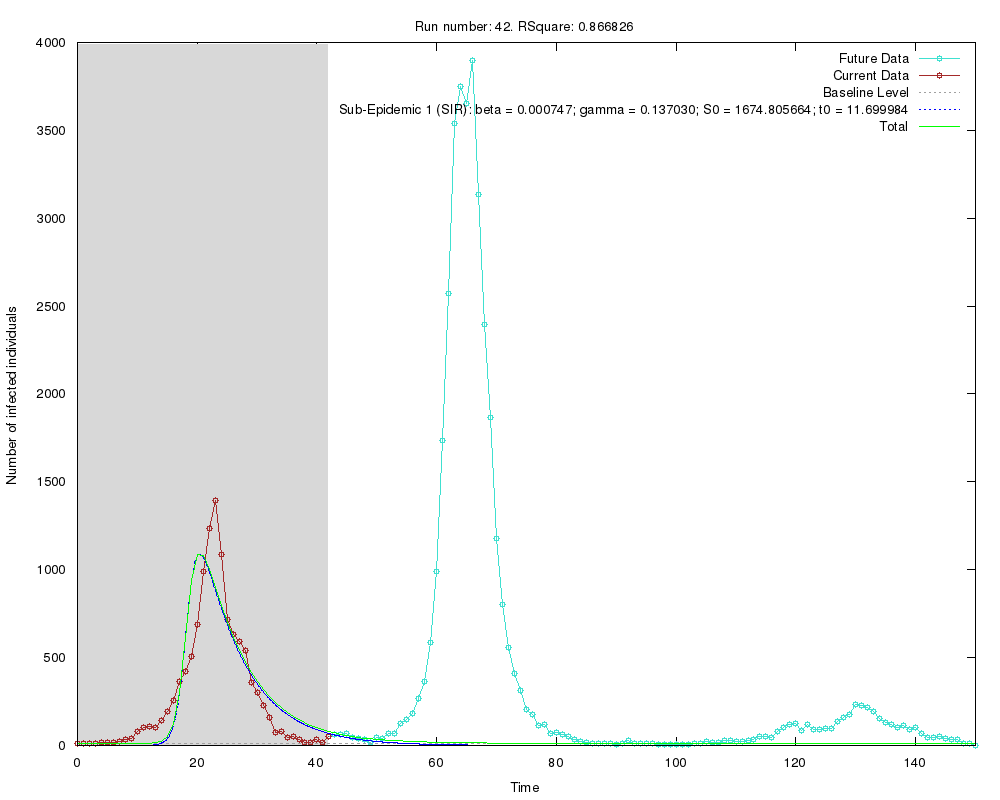 Run number: 42. RSquare: 0.866826
4000
3500
3000
2500
2000
1500
1000
500
0
Number of infected individuals
Future Data
Current Data
Baseline Level
Sub-Epidemic 1 (SIR): beta = 0.000747; gamma = 0.137030; S0 = 1674.805664; t0 = 11.699984
Total
0 20 40 60 80 100 120 140
Time